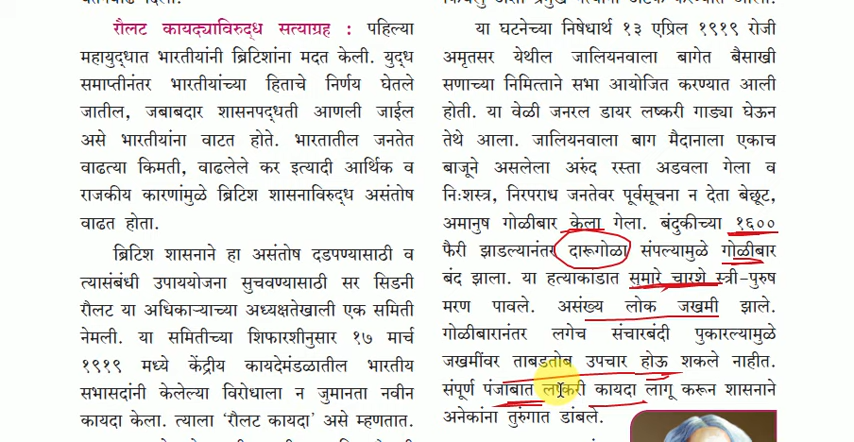 रौलट कायद्याविरुद्ध सत्याग्रह : पहिल्या
महायुद्धात भारतीयांनी ब्रिटिशांना मदत केली. युद्ध
समाप्तीनंतर भारतीयांच्या हिताचे निर्णय घेतले
जातील, जबाबदार शासनपद्धती आणली जाईल
असे भारतीयांना वाटत होते. भारतातील जनतेत
वाढत्या किमती, वाढलेले कर इत्यादी आर्थिक व
राजकीय कारणांमुळे ब्रिटिश शासनाविरुद्ध असंतोष
वाढत होता.
ब्रिटिश शासनाने हा असंतोष दडपण्यासाठी व
त्यासंबंधी उपाययोजना सुचवण्यासाठी सर सिडनी
रौलट या अधिकाऱ्याच्या अध्यक्षतेखाली एक समिती
नेमली. या समितीच्या शिफारशीनुसार १७ मार्च
१९१९ मध्ये केंद्रीय कायदेमंडळातील भारतीय
सभासदांनी केलेल्या विरोधाला न जुमानता नवीन
कायदा केला. त्याला ‘रौलट कायदा’ असे म्हणतात.
या घटनेच्या निषेधार्थ १३ एप्रिल १९१९ रोजी
अमृतसर येथील जालियनवाला बागेत बैसाखी
सणाच्या निमित्ताने सभा आयोजित करण्यात आली
होती. या वेळी जनरल डायर लष्करी गाड्या घेऊन
तेथे आला. जालियनवाला बाग मैदानाला एकाच
बाजूने असलेला अरुंद रस्ता अडवला गेला व
निःशस्त्र, निरपराध जनतेवर पूर्वसूचना न देता बेछूट,
अमानुष गोळीबार केला गेला. बंदुकीच्या १६००
फैरी झाडल्यानंतर दारूगोळा संपल्यामुळे गोळीबार
बंद झाला. या हत्याकांडात सुमारे चारशे स्त्री-पुरुष
मरण पावले. असंख्य लोक जखमी झाले.
गोळीबारानंतर लगेच संचारबंदी पुकारल्यामुळे
जखमींवर ताबडतोब उपचार होऊ शकले नाहीत.
संपूर्ण पंजाबात लष्करी कायदा लागू करून शासनाने
अनेकांना तुरुंगात डांबले.